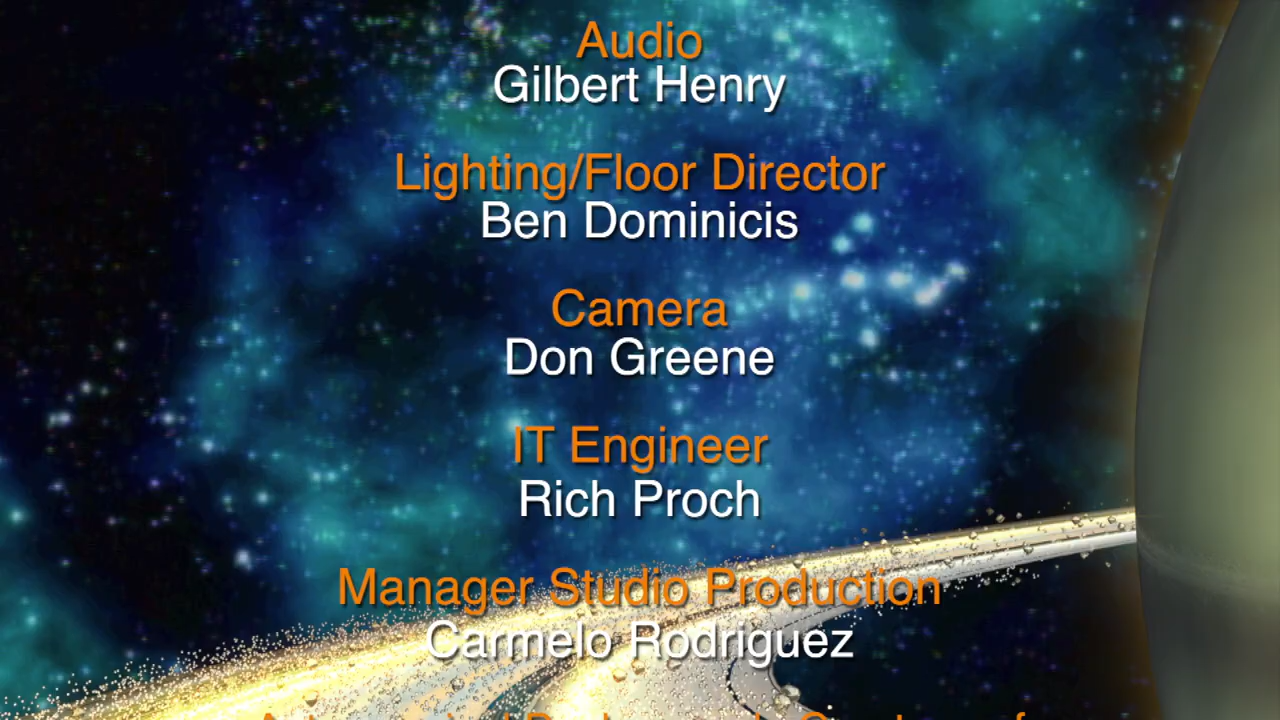 Audio
Gilbert Henry
Lighting/Floor Director
Ben Dominicis
Camera
Don Greene
IT Engineer
Rich Proch
Manager Studio Production
Carmelo Rodriguez